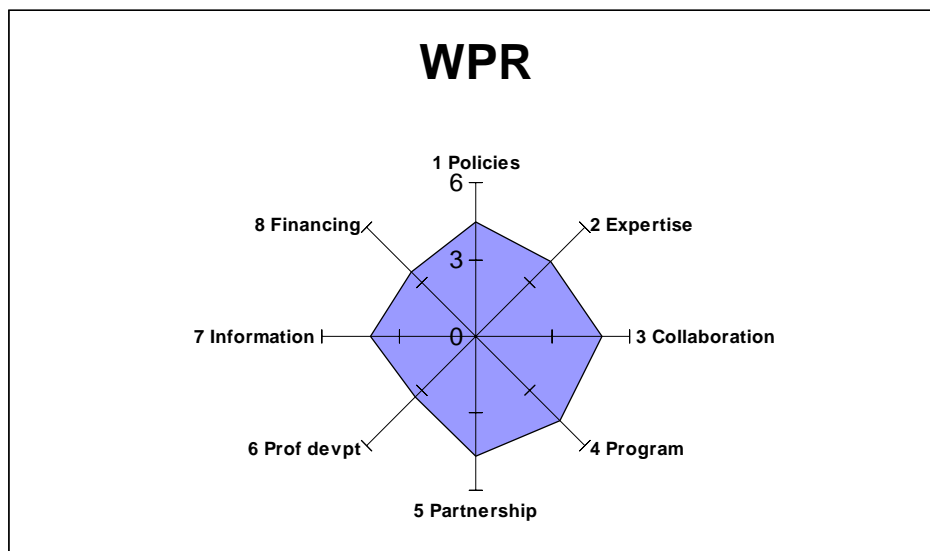 WPR
1 Policies
6
8 Financing
2 Expertise
3
7 Information
0
3 Collaboration
6 Prof devpt
4 Program
5 Partnership